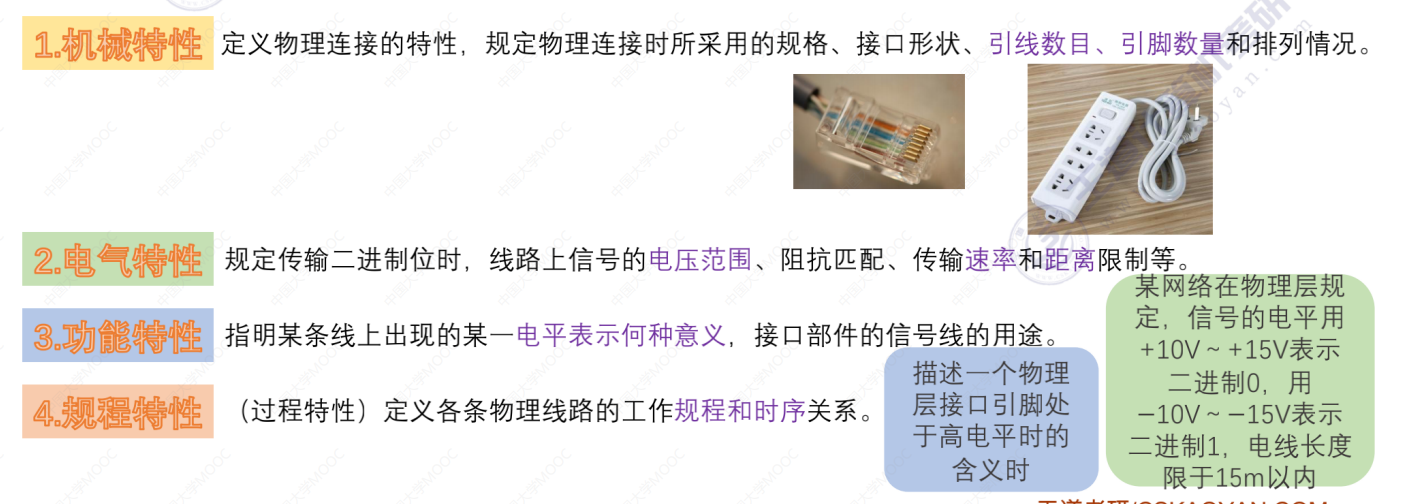 1.机械特性 定义物理连接的特性，规定物理连接时所采用的规格、接口形状、引线数目、引脚数量和排列情况。
2.电气特性 规定传输二进制位时，线路上信号的电压范围、阻抗匹配、传输速率和距离限制等。
3.功能特性 指明某条线上出现的某一电平表示何种意义，接口部件的信号线的用途。
4.规程特性 （过程特性）定义各条物理线路的工作规程和时序关系。
描述一个物理
层接口引脚处
于高电平时的
含义时
某网络在物理层规
定，信号的电平用
+10V～+15V表示
二进制0，用
−10V～−15V表示
二进制1，电线长度
限于15m以内
中国大学MOOC